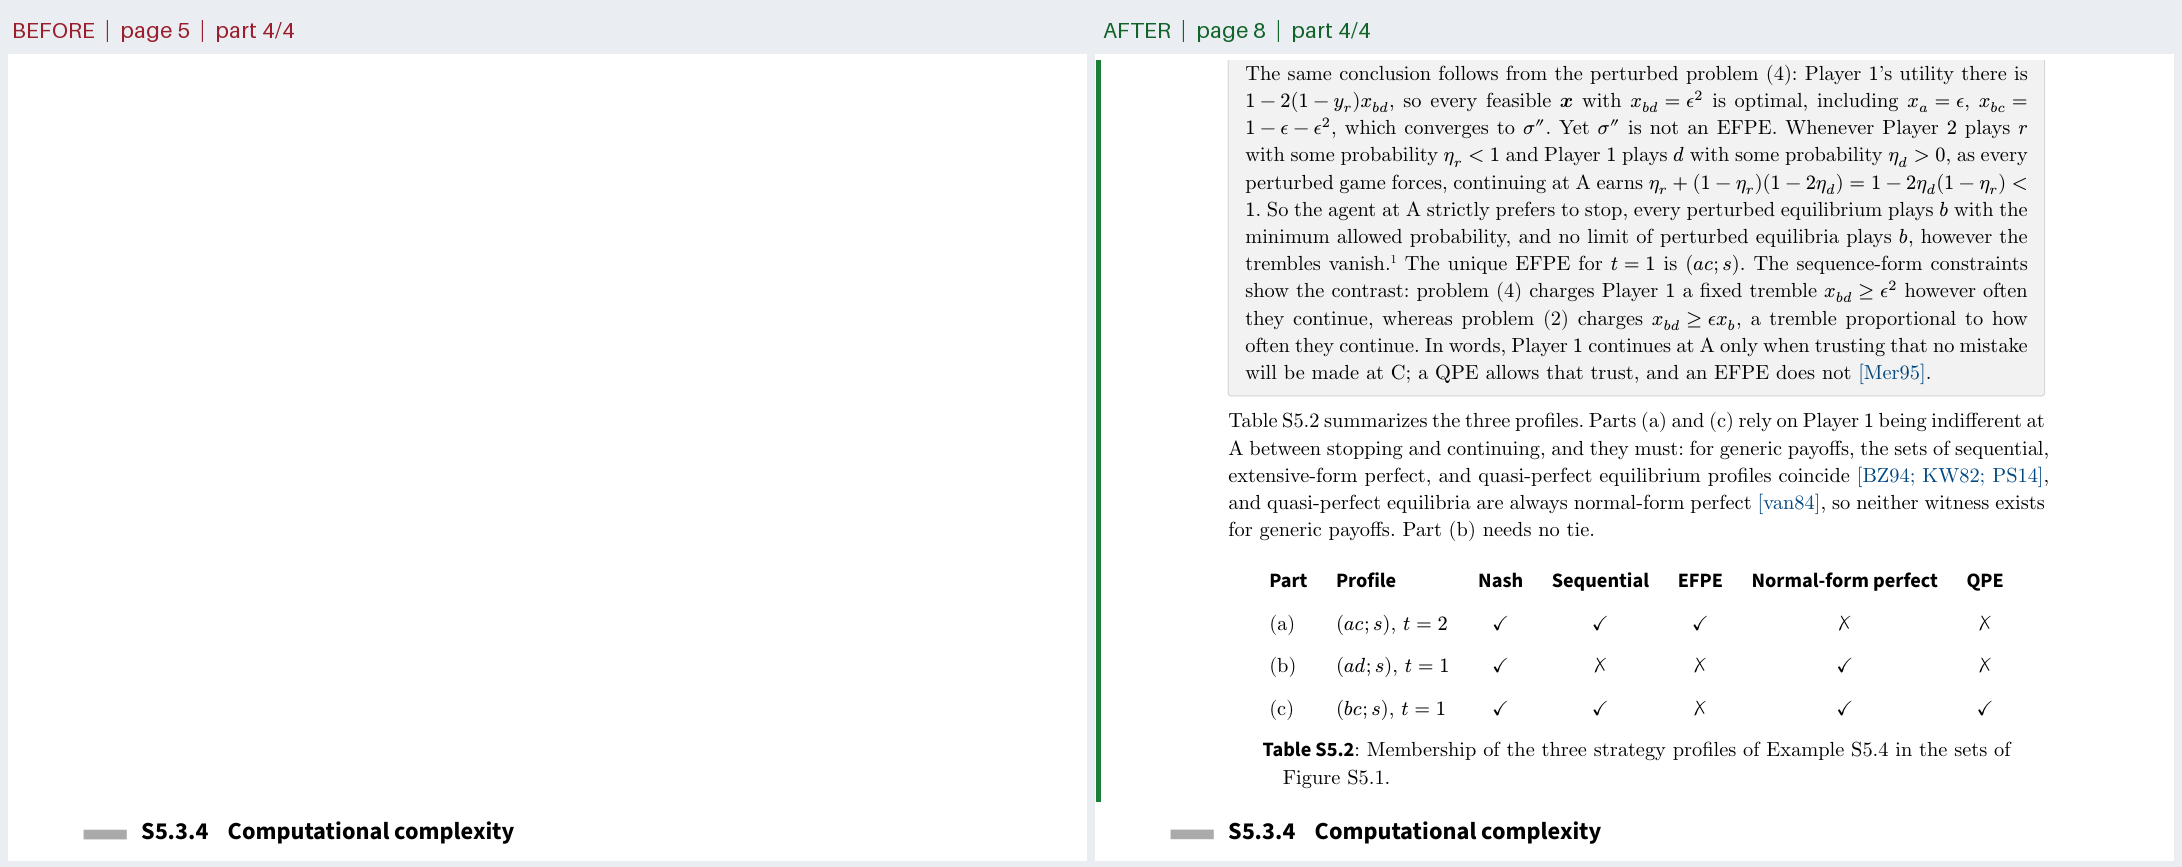 BEFORE | page 5 | part 4/4
S5.3.4 Computational complexity
AFTER | page 8 | part 4/4
The same conclusion follows from the perturbed problem (4): Player 1's utility there is
1 − 2(1 − y_r)x_{bd}, so every feasible x with x_{bd} = ϵ², is optimal, including x_a = ϵ, x_{bc} =
1 − ϵ − ϵ², which converges to σ″. Yet σ″ is not an EFPE. Whenever Player 2 plays r
with some probability η_r < 1 and Player 1 plays d with some probability η_d > 0, as every
perturbed game forces, continuing at A earns η_r + (1 − η_r)(1 − 2η_d) = 1 − 2η_d(1 − η_r) <
1. So the agent at A strictly prefers to stop, every perturbed equilibrium plays b with the
minimum allowed probability, and no limit of perturbed equilibria plays b, however the
trembles vanish.¹ The unique EFPE for t = 1 is (ac; s). The sequence-form constraints
show the contrast: problem (4) charges Player 1 a fixed tremble x_{bd} ≥ ϵ² however often
they continue, whereas problem (2) charges x_{bd} ≥ ϵx_b, a tremble proportional to how
often they continue. In words, Player 1 continues at A only when trusting that no mistake
will be made at C; a QPE allows that trust, and an EFPE does not [Mer95].
Table S5.2 summarizes the three profiles. Parts (a) and (c) rely on Player 1 being indifferent at
A between stopping and continuing, and they must: for generic payoffs, the sets of sequential,
extensive-form perfect, and quasi-perfect equilibrium profiles coincide [BZ94; KW82; PS14],
and quasi-perfect equilibria are always normal-form perfect [van84], so neither witness exists
for generic payoffs. Part (b) needs no tie.
Part Profile Nash Sequential EFPE Normal-form perfect QPE
(a) (ac; s), t = 2 ✓ ✓ ✓ ✗ ✗
(b) (ad; s), t = 1 ✓ ✗ ✗ ✓ ✗
(c) (bc; s), t = 1 ✓ ✓ ✗ ✓ ✓
Table S5.2: Membership of the three strategy profiles of Example S5.4 in the sets of
Figure S5.1.
S5.3.4 Computational complexity